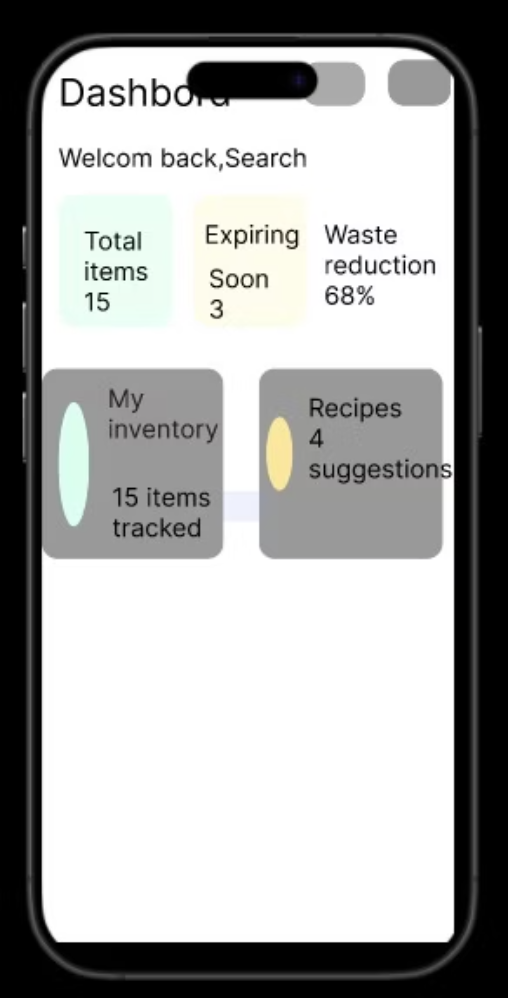 Dashbord
Welcom back,Search
Total
items
15
Expiring
Soon
3
Waste
reduction
68%
My
inventory
15 items
tracked
Recipes
4
suggestions